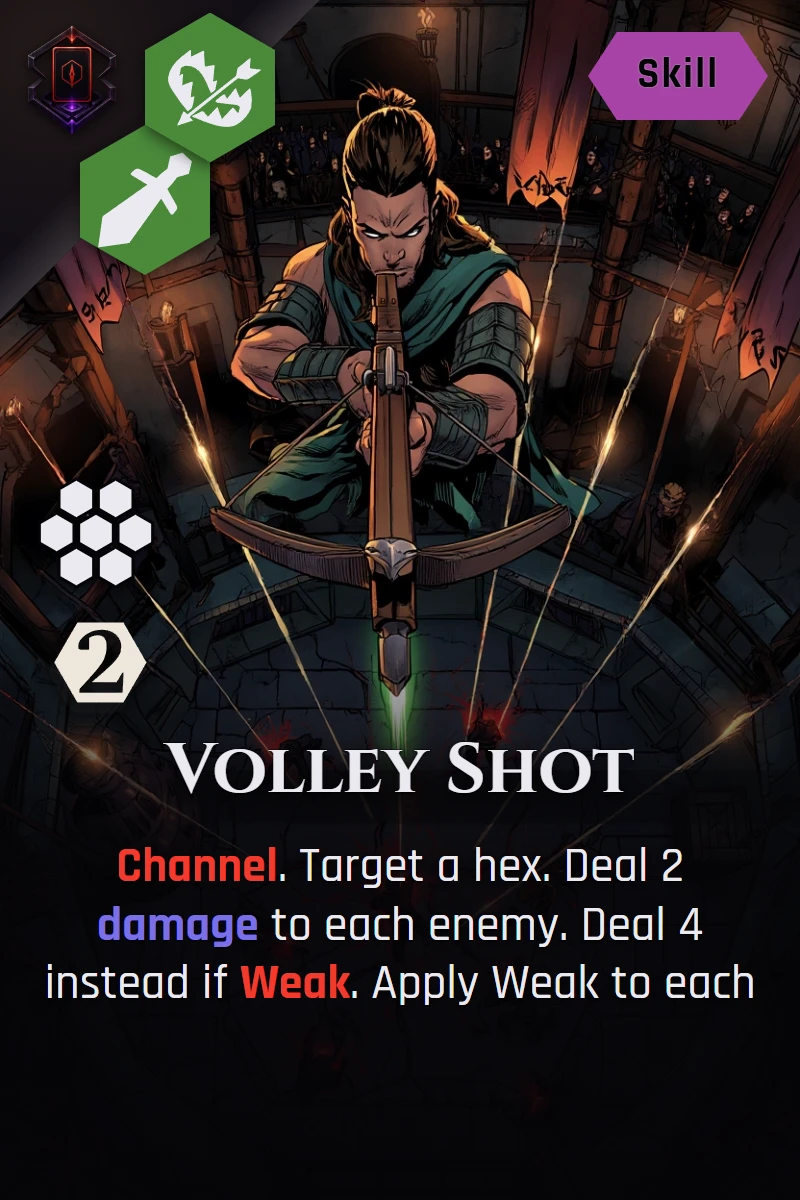 Skill
2
Volley Shot
Channel. Target a hex. Deal 2
damage to each enemy. Deal 4
instead if Weak. Apply Weak to each